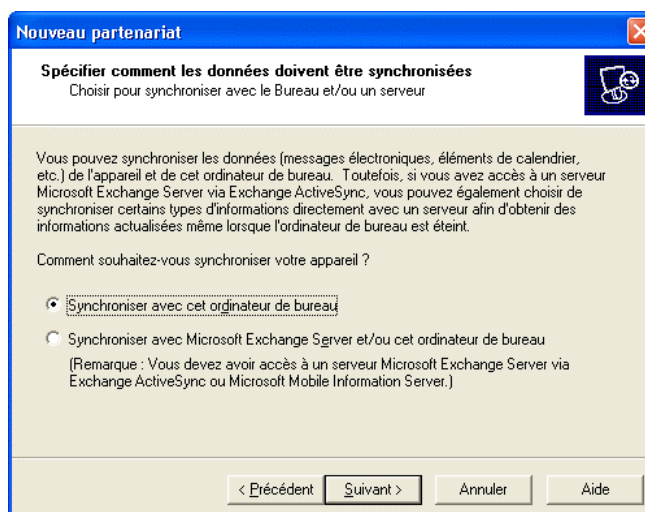 Nouveau partenariat
Spécifier comment les données doivent être synchronisées
Choisir pour synchroniser avec le Bureau et/ou un serveur
Vous pouvez synchroniser les données (messages électroniques, éléments de calendrier,
etc.) de l'appareil et de cet ordinateur de bureau. Toutefois, si vous avez accès à un serveur
Microsoft Exchange Server via Exchange ActiveSync, vous pouvez également choisir de
synchroniser certains types d'informations directement avec un serveur afin d'obtenir des
informations actualisées même lorsque l'ordinateur de bureau est éteint.
Comment souhaitez-vous synchroniser votre appareil ?
Synchroniser avec cet ordinateur de bureau
Synchroniser avec Microsoft Exchange Server et/ou cet ordinateur de bureau
(Remarque : Vous devez avoir accès à un serveur Microsoft Exchange Server via
Exchange ActiveSync ou Microsoft Mobile Information Server.)
< Précédent Suivant > Annuler Aide